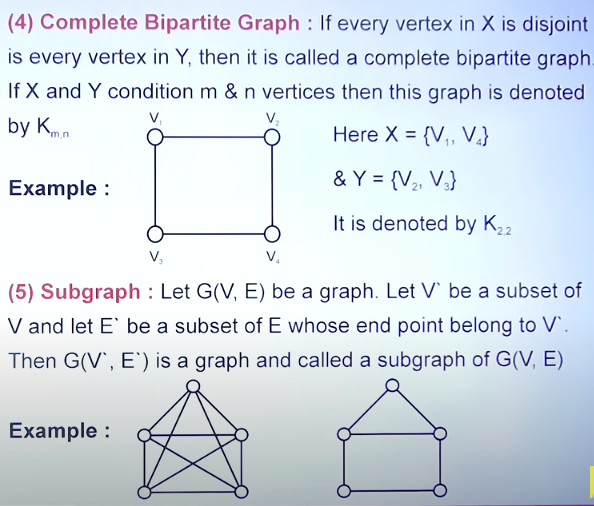 (4) Complete Bipartite Graph : If every vertex in X is disjoint
is every vertex in Y, then it is called a complete bipartite graph.
If X and Y condition m & n vertices then this graph is denoted
by Km,n
V1 V2
Here X = {V1, V4}
Example :
& Y = {V2, V3}
It is denoted by K2,2
V3 V4
(5) Subgraph : Let G(V, E) be a graph. Let V` be a subset of
V and let E` be a subset of E whose end point belong to V`.
Then G(V`, E`) is a graph and called a subgraph of G(V, E)
Example :